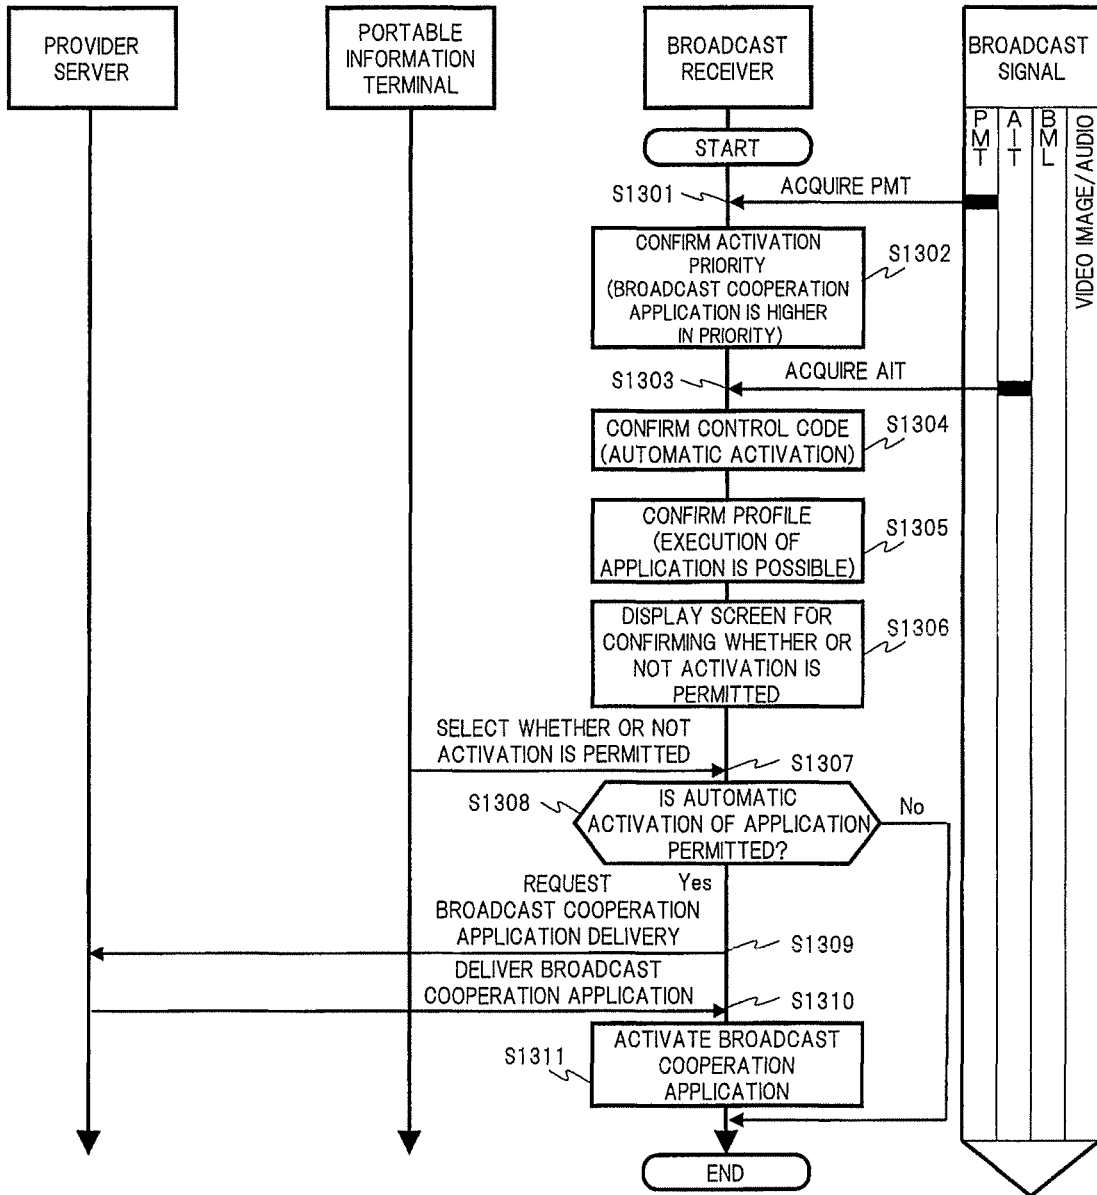 PROVIDER
SERVER
PORTABLE
INFORMATION
TERMINAL
BROADCAST
RECEIVER
BROADCAST
SIGNAL
PMT
AIT
BML
VIDEO IMAGE/AUDIO
START
S1301
ACQUIRE PMT
CONFIRM ACTIVATION
PRIORITY
(BROADCAST COOPERATION
APPLICATION IS HIGHER
IN PRIORITY)
S1302
S1303
ACQUIRE AIT
CONFIRM CONTROL CODE
(AUTOMATIC ACTIVATION)
S1304
CONFIRM PROFILE
(EXECUTION OF
APPLICATION IS POSSIBLE)
S1305
DISPLAY SCREEN FOR
CONFIRMING WHETHER OR
NOT ACTIVATION IS
PERMITTED
S1306
SELECT WHETHER OR NOT
ACTIVATION IS PERMITTED
S1307
S1308
IS AUTOMATIC
ACTIVATION OF APPLICATION
PERMITTED?
No
Yes
REQUEST
BROADCAST COOPERATION
APPLICATION DELIVERY
S1309
DELIVER BROADCAST
COOPERATION APPLICATION
S1310
S1311
ACTIVATE BROADCAST
COOPERATION
APPLICATION
END